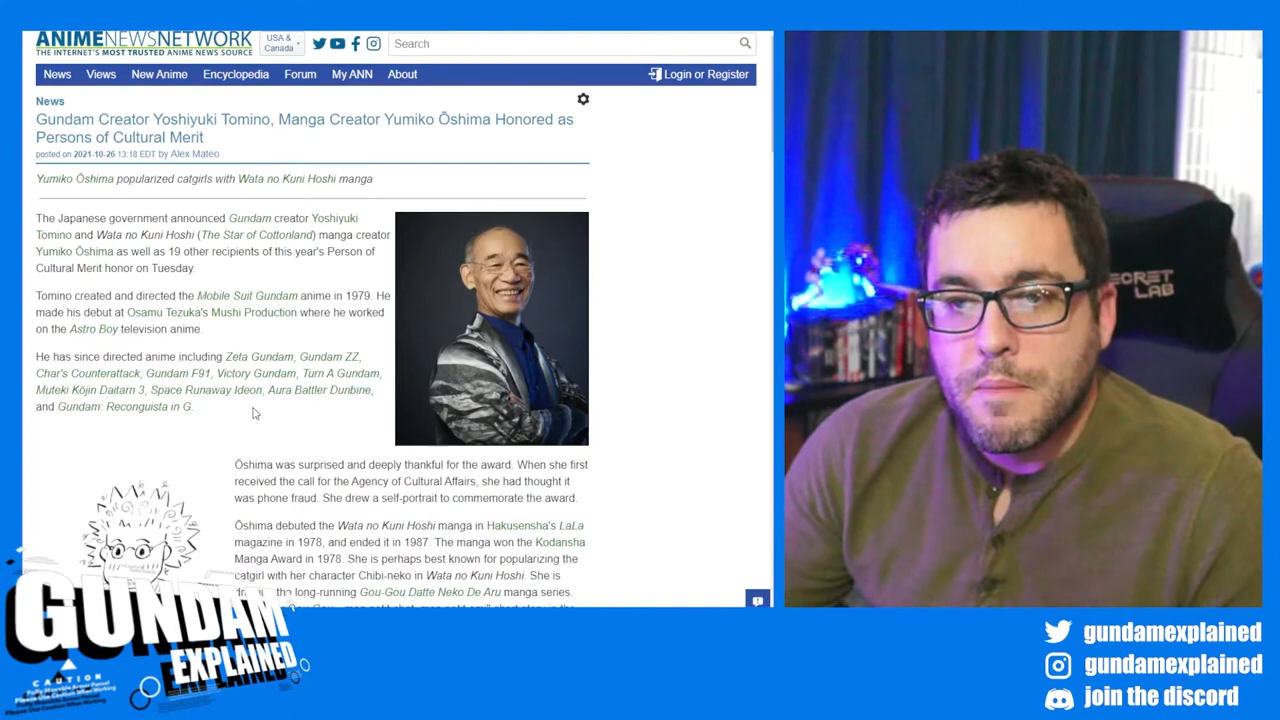 ANIMENEWSNETWORK
THE INTERNET'S MOST TRUSTED ANIME NEWS SOURCE
USA &
Canada
Search
News
Views
New Anime
Encyclopedia
Forum
My ANN
About
Login or Register
News
Gundam Creator Yoshiyuki Tomino, Manga Creator Yumiko Ōshima Honored as
Persons of Cultural Merit
posted on 2021-10-26 13:18 EDT by Alex Mateo
Yumiko Ōshima popularized catgirls with Wata no Kuni Hoshi manga
The Japanese government announced Gundam creator Yoshiyuki
Tomino and Wata no Kuni Hoshi (The Star of Cottonland) manga creator
Yumiko Ōshima as well as 19 other recipients of this year's Person of
Cultural Merit honor on Tuesday.
Tomino created and directed the Mobile Suit Gundam anime in 1979. He
made his debut at Osamu Tezuka's Mushi Production where he worked
on the Astro Boy television anime.
He has since directed anime including Zeta Gundam, Gundam ZZ,
Char's Counterattack, Gundam F91, Victory Gundam, Turn A Gundam,
Muteki Kōjin Daitarn 3, Space Runaway Ideon, Aura Battler Dunbine,
and Gundam: Reconguista in G.
Ōshima was surprised and deeply thankful for the award. When she first
received the call for the Agency of Cultural Affairs, she had thought it
was phone fraud. She drew a self-portrait to commemorate the award.
Ōshima debuted the Wata no Kuni Hoshi manga in Hakusensha's LaLa
magazine in 1978, and ended it in 1987. The manga won the Kodansha
Manga Award in 1978. She is perhaps best known for popularizing the
catgirl with her character Chibi-neko in Wata no Kuni Hoshi. She is
the long-running Gou-Gou Datte Neko De Aru manga series.
SECRET
LAB
GUNDAM
EXPLAINED
CAUTION
gundamexplained
gundamexplained
join the discord